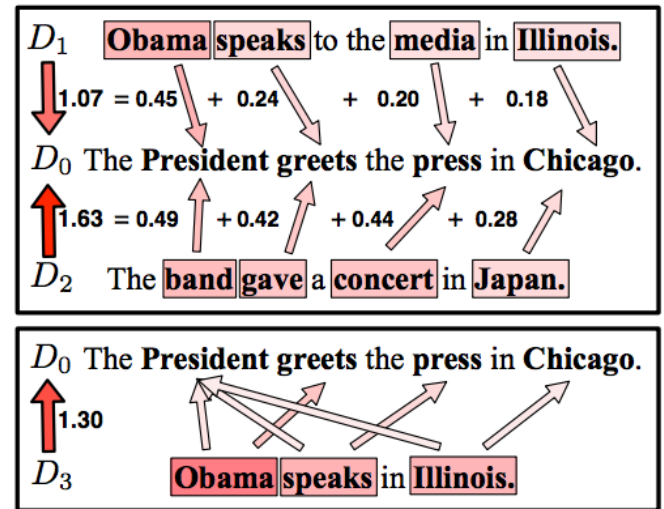 D₁ Obama speaks to the media in Illinois.
1.07 = 0.45 + 0.24 + 0.20 + 0.18
D₀ The President greets the press in Chicago.
1.63 = 0.49 + 0.42 + 0.44 + 0.28
D₂ The band gave a concert in Japan.
D₀ The President greets the press in Chicago.
1.30
D₃ Obama speaks in Illinois.